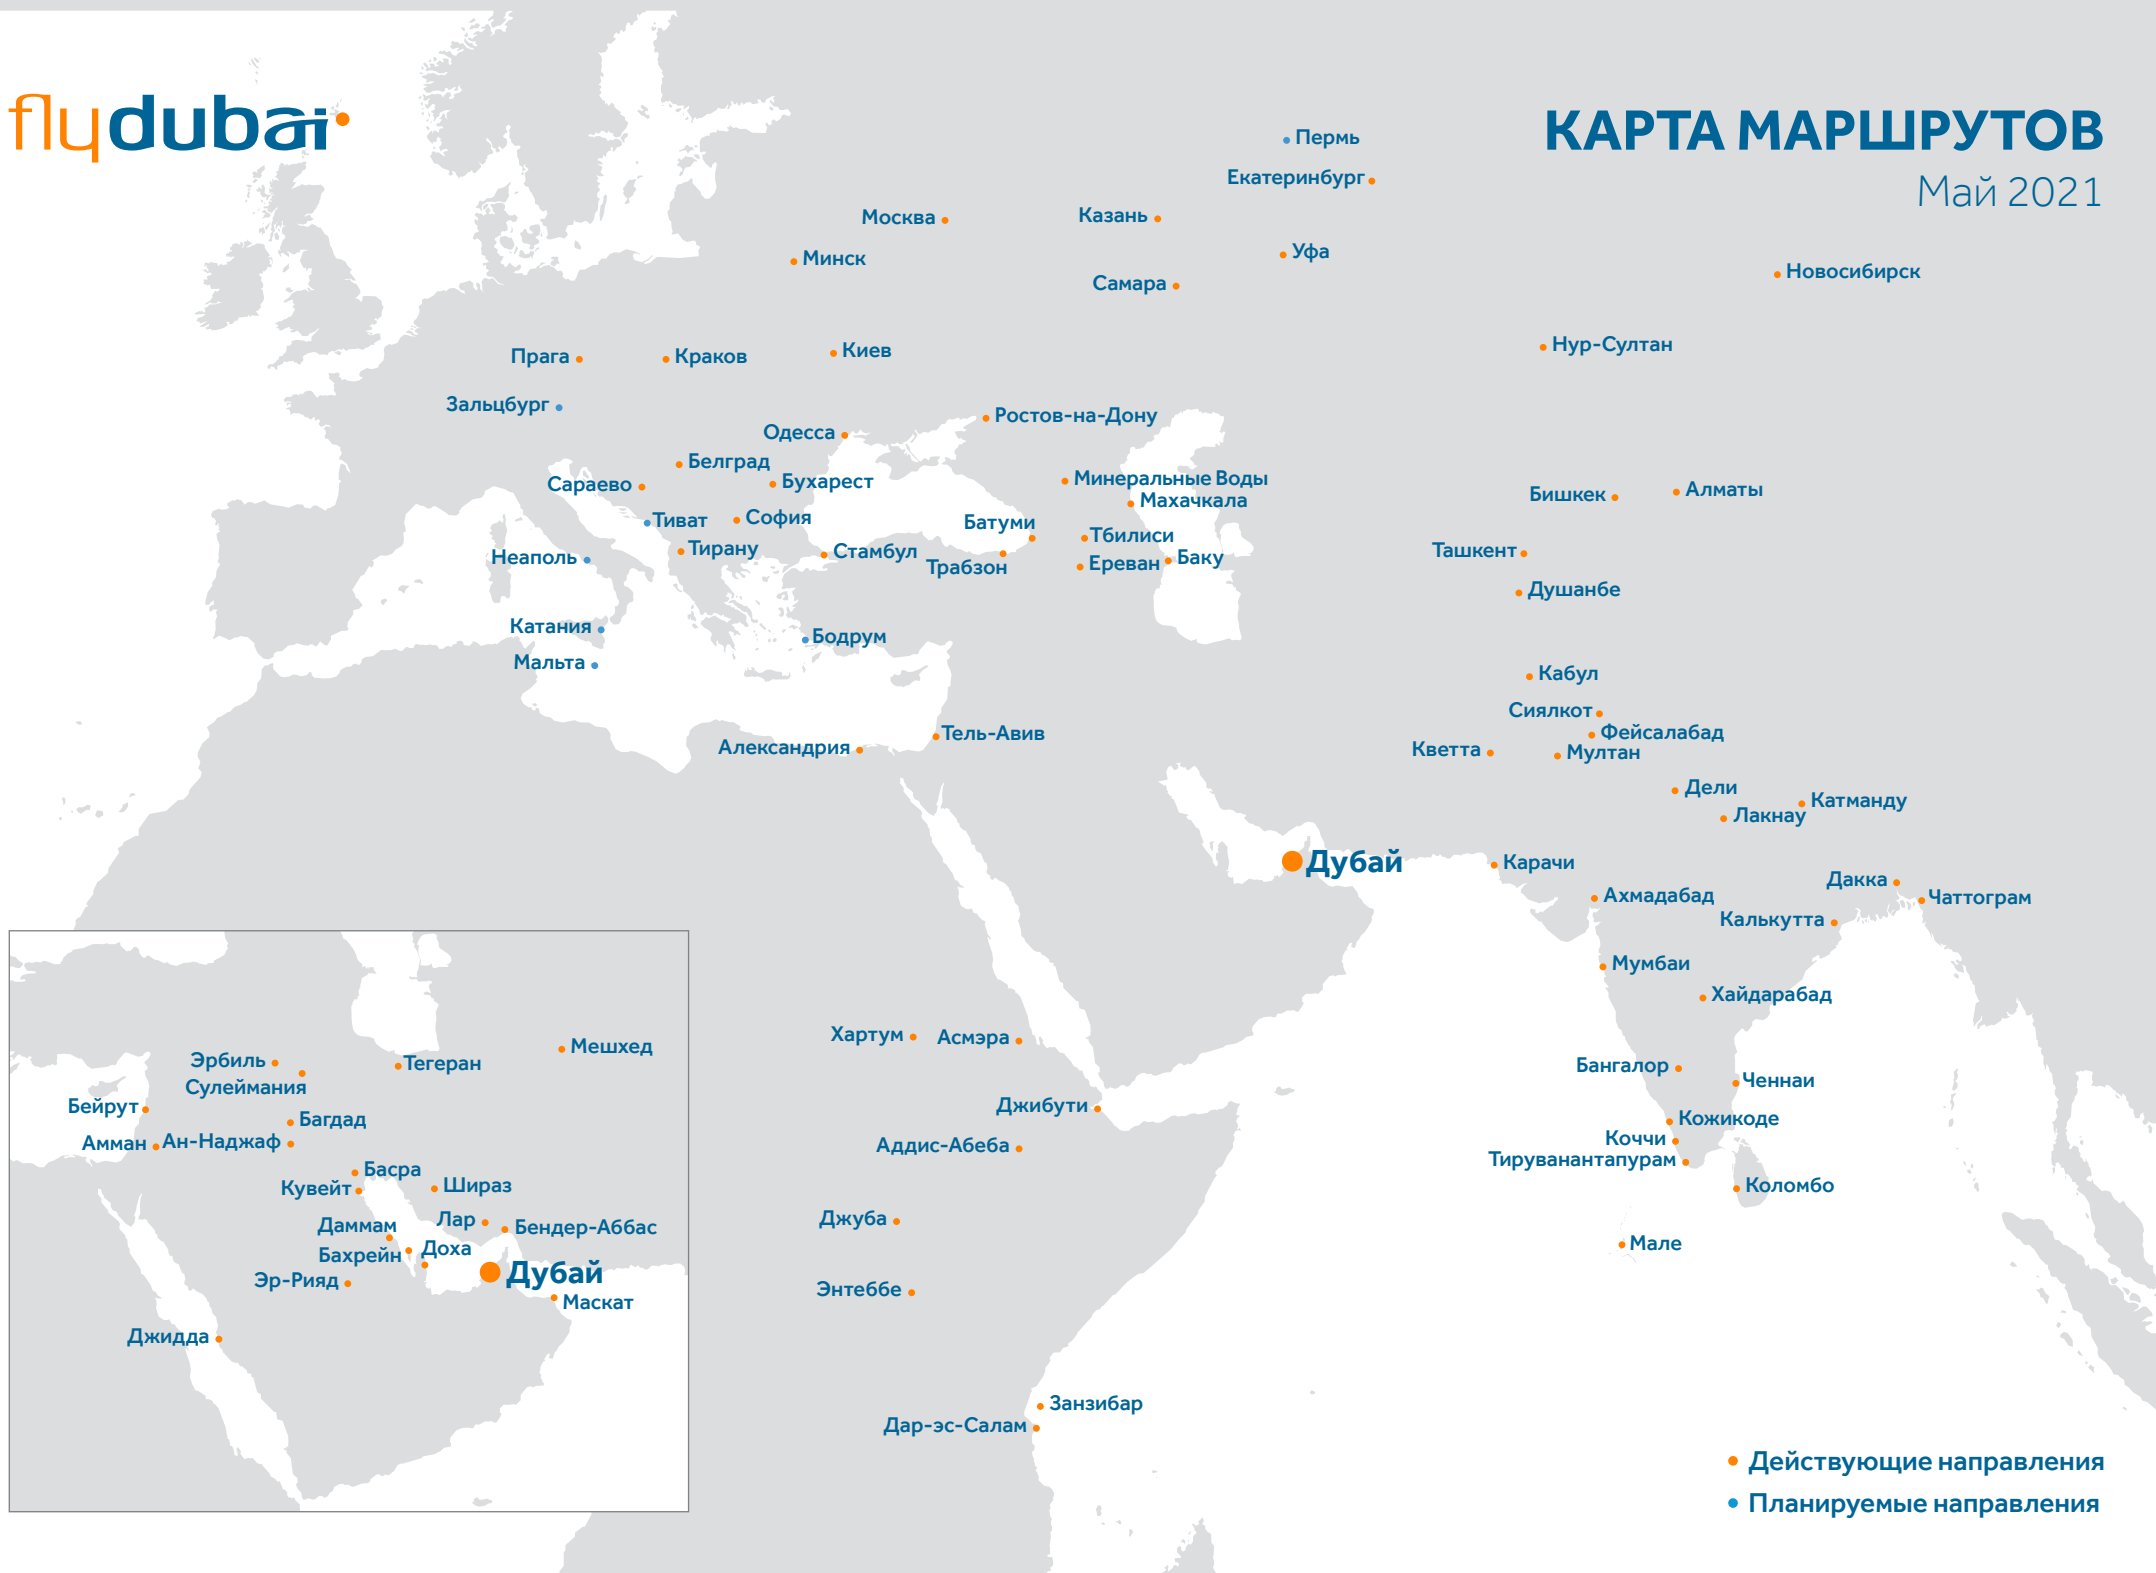 flydubai
КАРТА МАРШРУТОВ
Май 2021
Пермь
Екатеринбург
Москва
Казань
Минск
Уфа
Самара
Новосибирск
Прага
Краков
Киев
Нур-Султан
Зальцбург
Ростов-на-Дону
Одесса
Белград
Сараево
Бухарест
Минеральные Воды
Махачкала
Бишкек
Алматы
Тиват
София
Батуми
Тбилиси
Тирану
Стамбул
Неаполь
Трабзон
Ереван
Баку
Ташкент
Душанбе
Катания
Бодрум
Мальта
Кабул
Сиялкот
Фейсалабад
Александрия
Тель-Авив
Кветта
Мултан
Дели
Катманду
Лакнау
Дубай
Карачи
Дакка
Ахмадабад
Чаттограм
Калькутта
Мумбаи
Хайдарабад
Хартум
Асмэра
Бангалор
Ченнаи
Джибути
Кожикоде
Аддис-Абеба
Коччи
Тируванантапурам
Коломбо
Джуба
Мале
Энтеббе
Занзибар
Дар-эс-Салам
Мешхед
Эрбиль
Тегеран
Сулеймания
Бейрут
Багдад
Амман
Ан-Наджаф
Басра
Кувейт
Шираз
Даммам
Лар
Бендер-Аббас
Бахрейн
Доха
Эр-Рияд
Дубай
Маскат
Джидда
Действующие направления
Планируемые направления